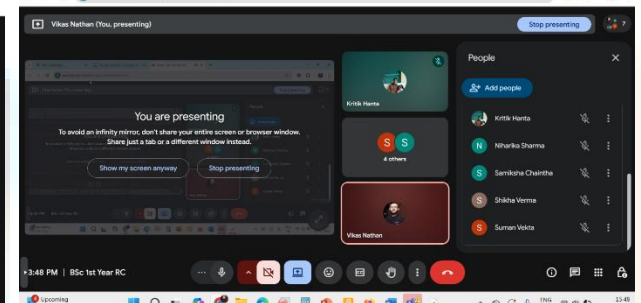 Vikas Nathan (You, presenting)
Stop presenting
7
People
Add people
You are presenting
To avoid an infinity mirror, don't share your entire screen or browser window.
Share just a tab or a different window instead.
Show my screen anyway
Stop presenting
Kritik Hanta
S S
4 others
Vikas Nathan
Kritik Hanta
N Niharika Sharma
S Samiksha Chaintha
S Shikha Verma
S Suman Vekta
3:48 PM | BSc 1st Year RC
Upcoming
ENG
15:48